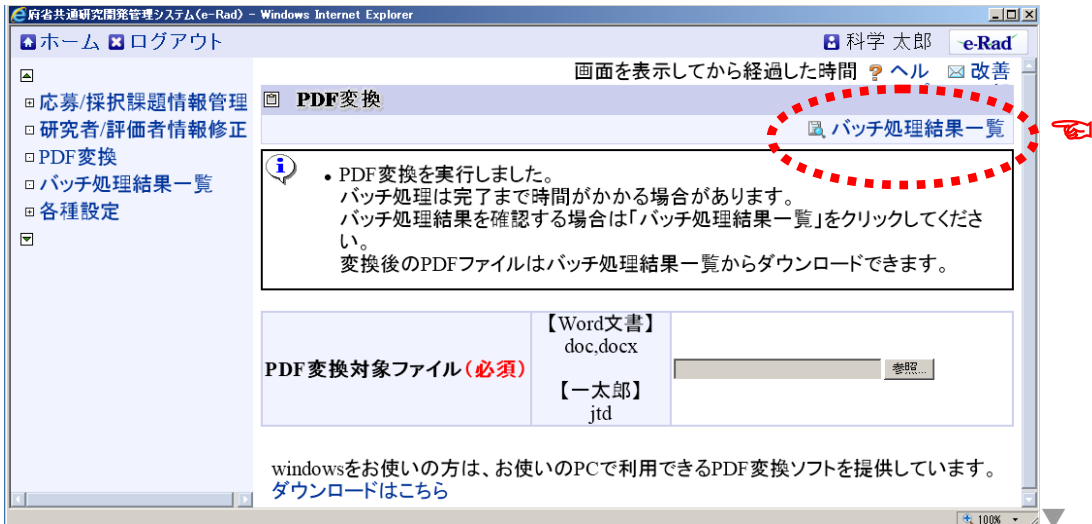 府省共通研究開発管理システム(e-Rad) - Windows Internet Explorer
ホーム ログアウト
科学 太郎 e-Rad
画面を表示してから経過した時間 ヘル 改善
応募/採択課題情報管理
研究者/評価者情報修正
PDF変換
バッチ処理結果一覧
各種設定
PDF変換
バッチ処理結果一覧
• PDF変換を実行しました。
バッチ処理は完了まで時間がかかる場合があります。
バッチ処理結果を確認する場合は「バッチ処理結果一覧」をクリックしてくださ
い。
変換後のPDFファイルはバッチ処理結果一覧からダウンロードできます。
PDF変換対象ファイル(必須)
【Word文書】
doc,docx
【一太郎】
jtd
参照...
windowsをお使いの方は、お使いのPCで利用できるPDF変換ソフトを提供しています。
ダウンロードはこちら
100%